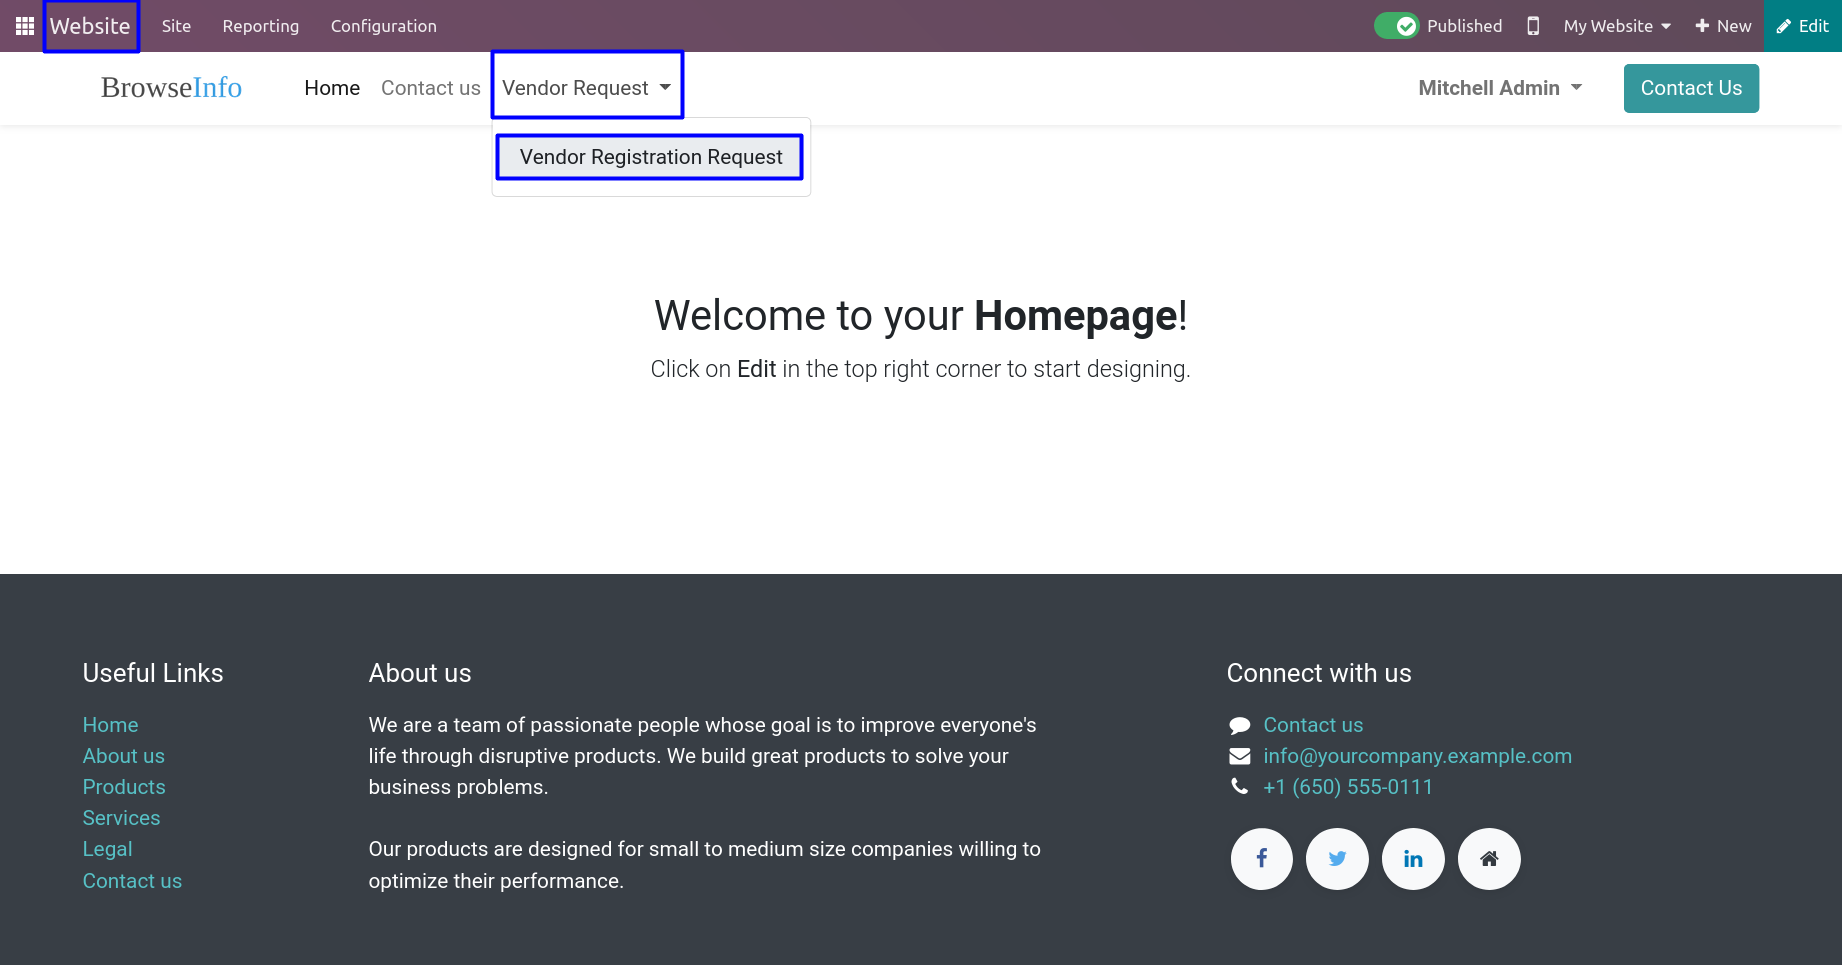 Website Site Reporting Configuration Published My Website New Edit
BrowseInfo Home Contact us Vendor Request Mitchell Admin Contact Us
Vendor Registration Request
Welcome to your Homepage!
Click on Edit in the top right corner to start designing.
Useful Links
Home
About us
Products
Services
Legal
Contact us
About us
We are a team of passionate people whose goal is to improve everyone's
life through disruptive products. We build great products to solve your
business problems.
Our products are designed for small to medium size companies willing to
optimize their performance.
Connect with us
Contact us
info@yourcompany.example.com
+1 (650) 555-0111